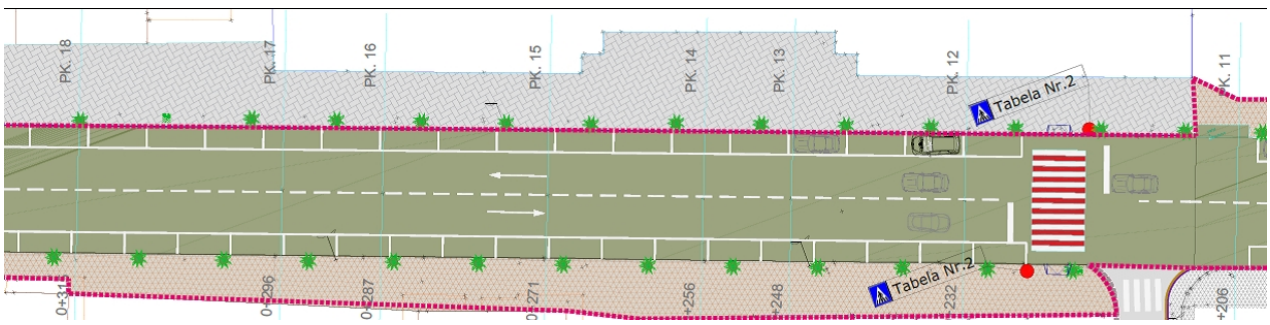 PK. 18
PK. 17
PK. 16
PK. 15
PK. 14
PK. 13
PK. 12
PK. 11
Tabela Nr.2
Tabela Nr.2
0+31
0+296
0+287
0+271
+256
+248
+232
+206